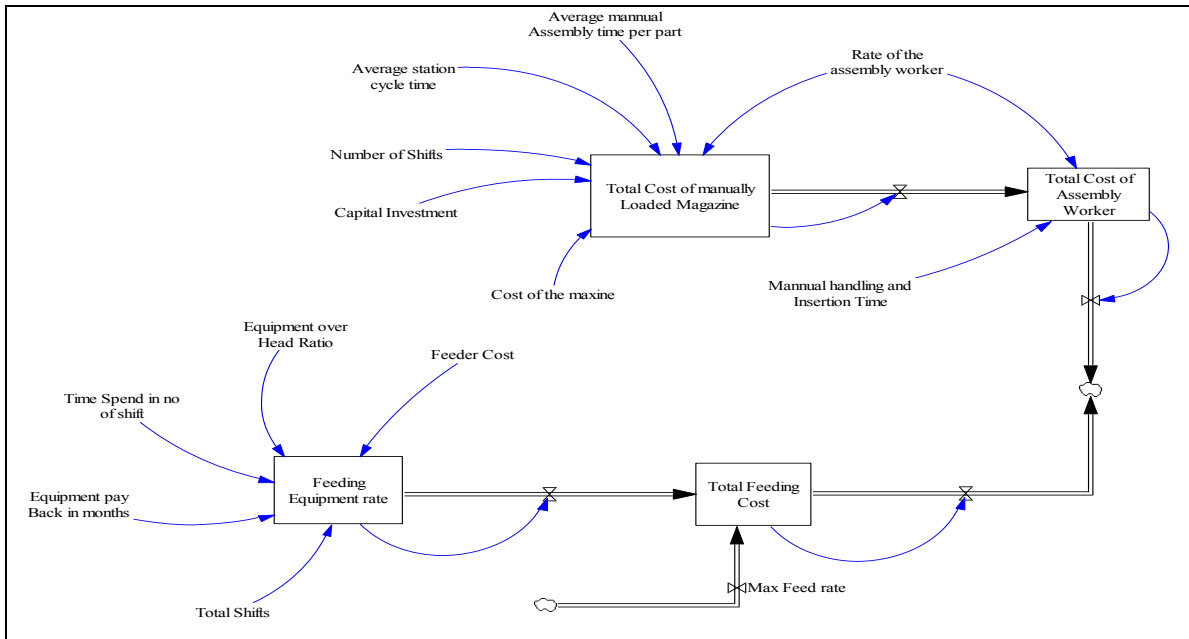 Average mannual
Assembly time per part
Rate of the
assembly worker
Average station
cycle time
Number of Shifts
Total Cost of manually
Loaded Magazine
Total Cost of
Assembly
Worker
Capital Investment
Mannual handling and
Insertion Time
Cost of the maxine
Equipment over
Head Ratio
Feeder Cost
Time Spend in no
of shift
Feeding
Equipment rate
Total Feeding
Cost
Equipment pay
Back in months
Max Feed rate
Total Shifts